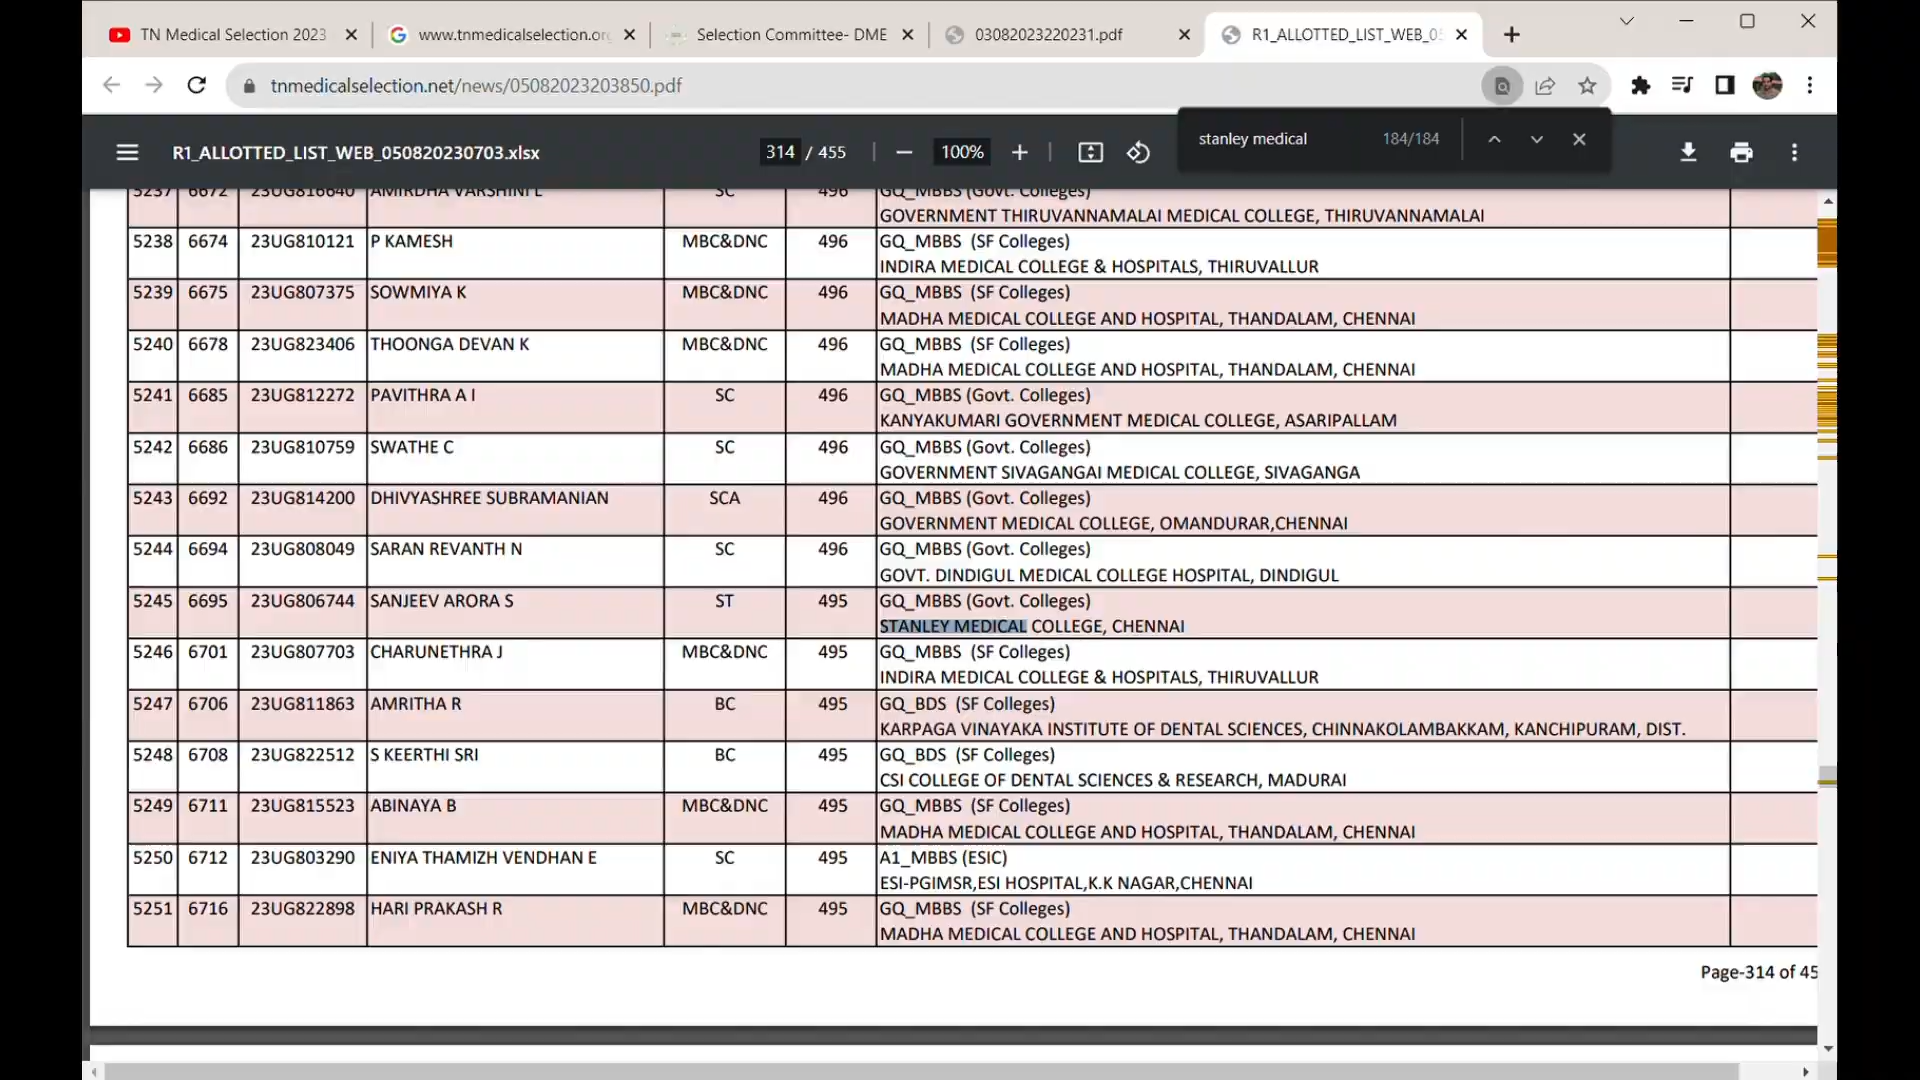 TN Medical Selection 2023
www.tnmedicalselection.or
Selection Committee- DME
03082023220231.pdf
R1_ALLOTTED_LIST_WEB_05
tnmedicalselection.net/news/05082023203850.pdf
R1_ALLOTTED_LIST_WEB_050820230703.xlsx
314 / 455
100%
stanley medical 184/184
5237 6672 23UG816640 AMIRDHA VARSHINI L SC 496 GQ_MBBS (Govt. Colleges)
GOVERNMENT THIRUVANNAMALAI MEDICAL COLLEGE, THIRUVANNAMALAI
5238 6674 23UG810121 P KAMESH MBC&DNC 496 GQ_MBBS (SF Colleges)
INDIRA MEDICAL COLLEGE & HOSPITALS, THIRUVALLUR
5239 6675 23UG807375 SOWMIYA K MBC&DNC 496 GQ_MBBS (SF Colleges)
MADHA MEDICAL COLLEGE AND HOSPITAL, THANDALAM, CHENNAI
5240 6678 23UG823406 THOONGA DEVAN K MBC&DNC 496 GQ_MBBS (SF Colleges)
MADHA MEDICAL COLLEGE AND HOSPITAL, THANDALAM, CHENNAI
5241 6685 23UG812272 PAVITHRA A I SC 496 GQ_MBBS (Govt. Colleges)
KANYAKUMARI GOVERNMENT MEDICAL COLLEGE, ASARIPALLAM
5242 6686 23UG810759 SWATHE C SC 496 GQ_MBBS (Govt. Colleges)
GOVERNMENT SIVAGANGAI MEDICAL COLLEGE, SIVAGANGA
5243 6692 23UG814200 DHIVYASHREE SUBRAMANIAN SCA 496 GQ_MBBS (Govt. Colleges)
GOVERNMENT MEDICAL COLLEGE, OMANDURAR,CHENNAI
5244 6694 23UG808049 SARAN REVANTH N SC 496 GQ_MBBS (Govt. Colleges)
GOVT. DINDIGUL MEDICAL COLLEGE HOSPITAL, DINDIGUL
5245 6695 23UG806744 SANJEEV ARORA S ST 495 GQ_MBBS (Govt. Colleges)
STANLEY MEDICAL COLLEGE, CHENNAI
5246 6701 23UG807703 CHARUNETHRA J MBC&DNC 495 GQ_MBBS (SF Colleges)
INDIRA MEDICAL COLLEGE & HOSPITALS, THIRUVALLUR
5247 6706 23UG811863 AMRITHA R BC 495 GQ_BDS (SF Colleges)
KARPAGA VINAYAKA INSTITUTE OF DENTAL SCIENCES, CHINNAKOLAMBAKKAM, KANCHIPURAM, DIST.
5248 6708 23UG822512 S KEERTHI SRI BC 495 GQ_BDS (SF Colleges)
CSI COLLEGE OF DENTAL SCIENCES & RESEARCH, MADURAI
5249 6711 23UG815523 ABINAYA B MBC&DNC 495 GQ_MBBS (SF Colleges)
MADHA MEDICAL COLLEGE AND HOSPITAL, THANDALAM, CHENNAI
5250 6712 23UG803290 ENIYA THAMIZH VENDHAN E SC 495 A1_MBBS (ESIC)
ESI-PGIMSR,ESI HOSPITAL,K.K NAGAR,CHENNAI
5251 6716 23UG822898 HARI PRAKASH R MBC&DNC 495 GQ_MBBS (SF Colleges)
MADHA MEDICAL COLLEGE AND HOSPITAL, THANDALAM, CHENNAI
Page-314 of 45